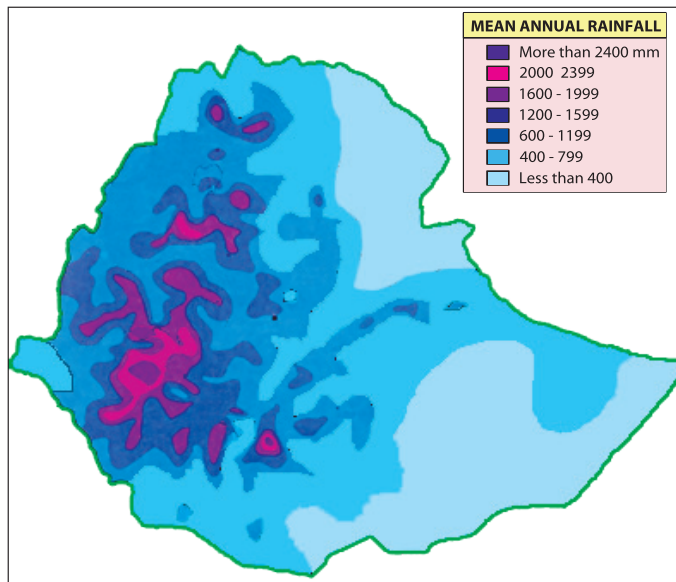 MEAN ANNUAL RAINFALL
More than 2400 mm
2000 2399
1600 - 1999
1200 - 1599
600 - 1199
400 - 799
Less than 400